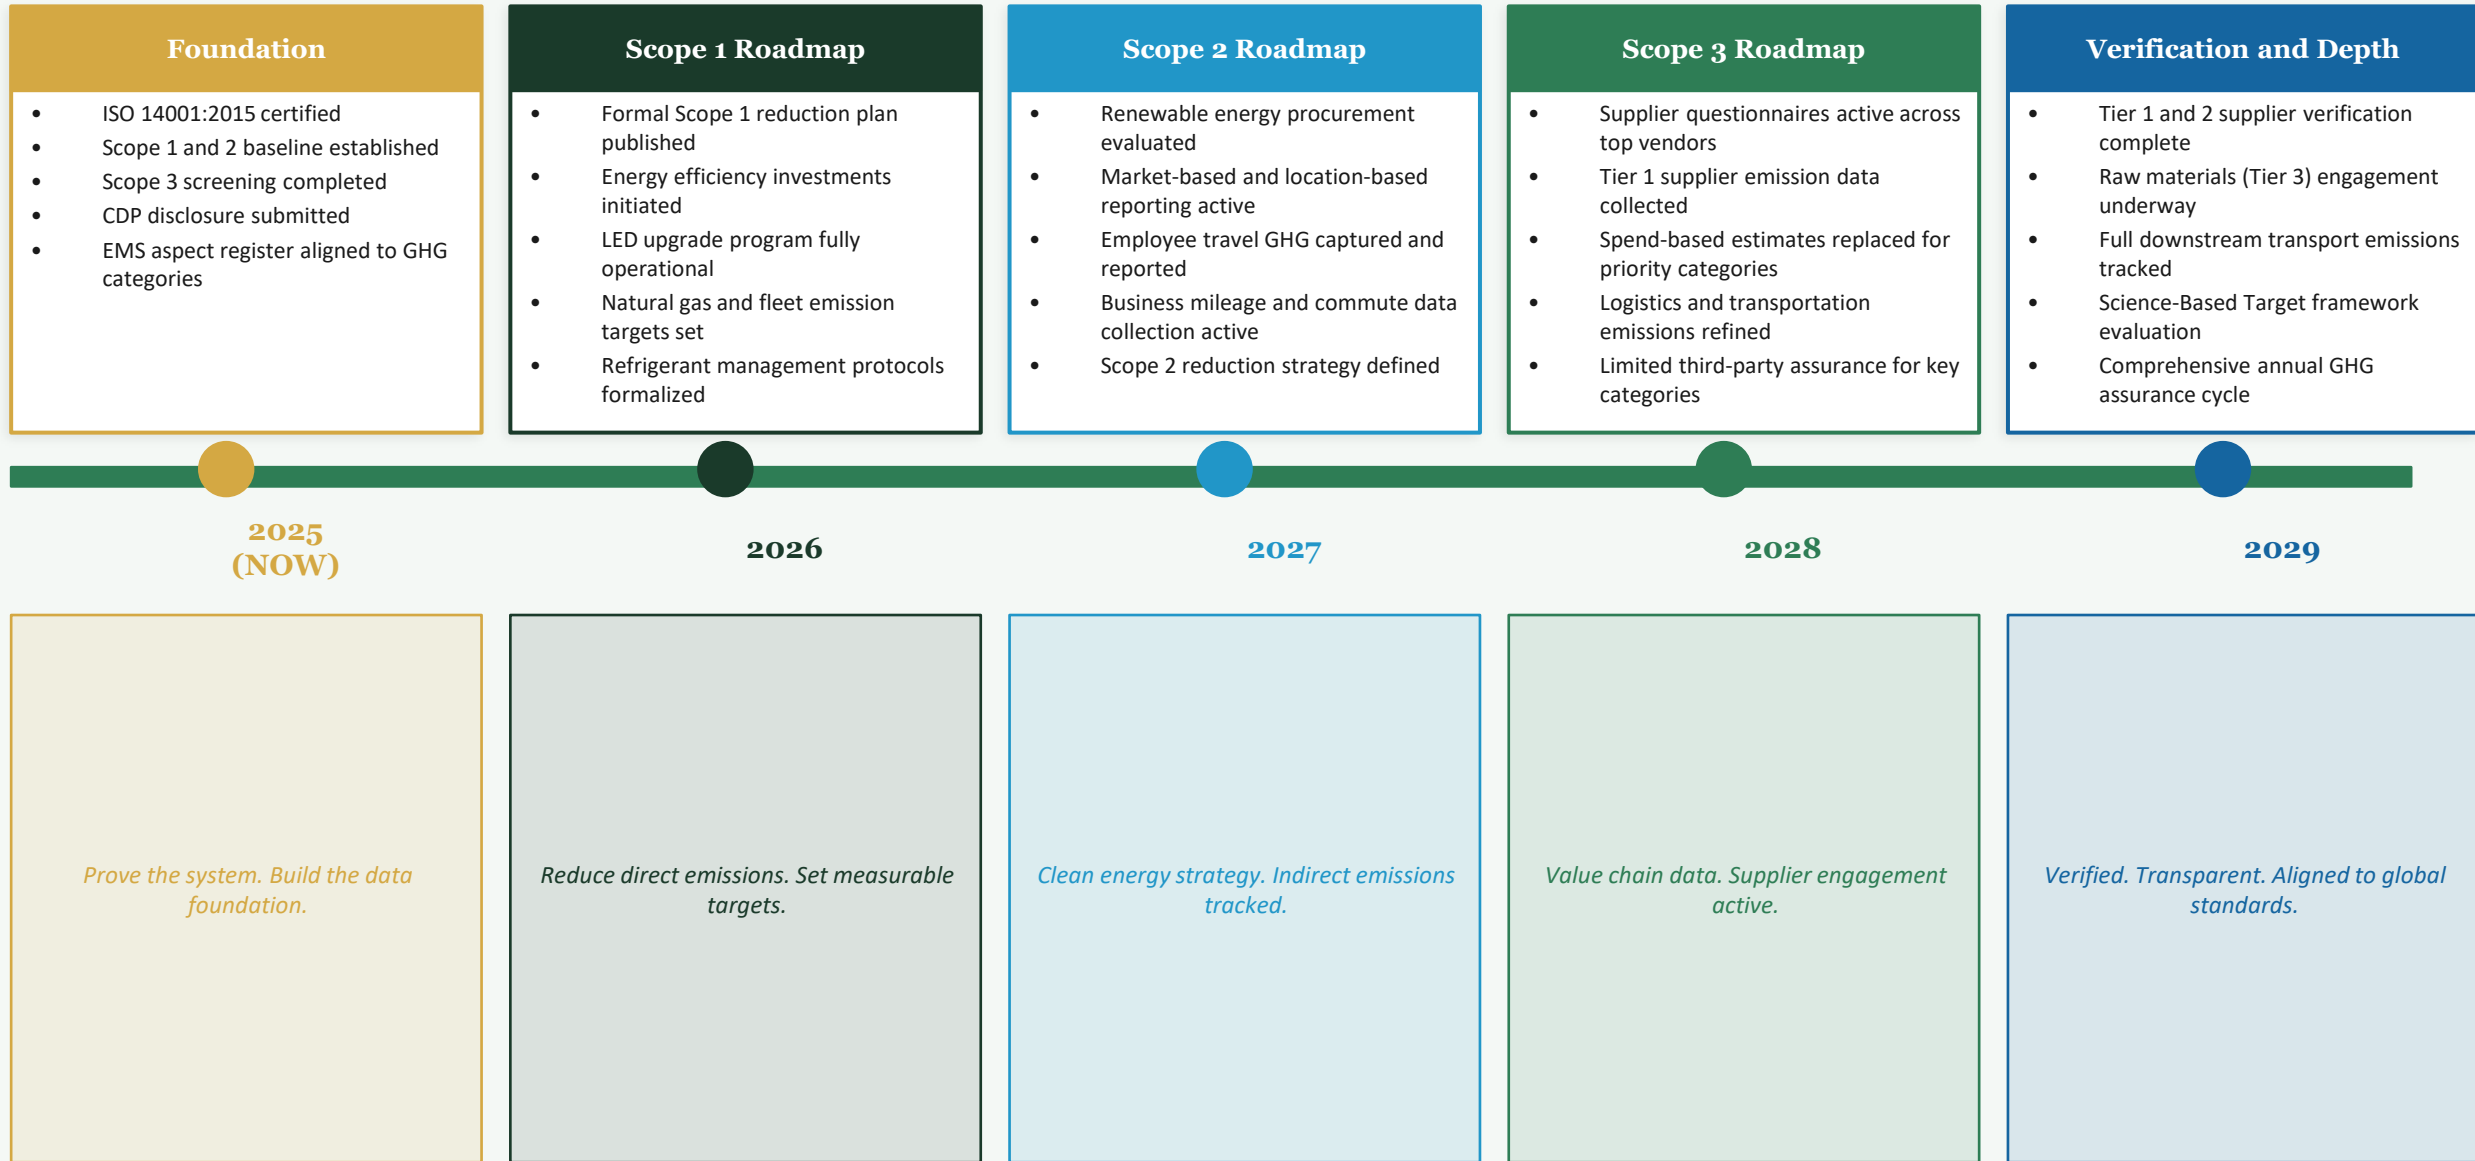 Foundation
• ISO 14001:2015 certified
• Scope 1 and 2 baseline established
• Scope 3 screening completed
• CDP disclosure submitted
• EMS aspect register aligned to GHG
categories
Scope 1 Roadmap
• Formal Scope 1 reduction plan
published
• Energy efficiency investments
initiated
• LED upgrade program fully
operational
• Natural gas and fleet emission
targets set
• Refrigerant management protocols
formalized
Scope 2 Roadmap
• Renewable energy procurement
evaluated
• Market-based and location-based
reporting active
• Employee travel GHG captured and
reported
• Business mileage and commute data
collection active
• Scope 2 reduction strategy defined
Scope 3 Roadmap
• Supplier questionnaires active across
top vendors
• Tier 1 supplier emission data
collected
• Spend-based estimates replaced for
priority categories
• Logistics and transportation
emissions refined
• Limited third-party assurance for key
categories
Verification and Depth
• Tier 1 and 2 supplier verification
complete
• Raw materials (Tier 3) engagement
underway
• Full downstream transport emissions
tracked
• Science-Based Target framework
evaluation
• Comprehensive annual GHG
assurance cycle
2025
(NOW)
2026
2027
2028
2029
Prove the system. Build the data
foundation.
Reduce direct emissions. Set measurable
targets.
Clean energy strategy. Indirect emissions
tracked.
Value chain data. Supplier engagement
active.
Verified. Transparent. Aligned to global
standards.